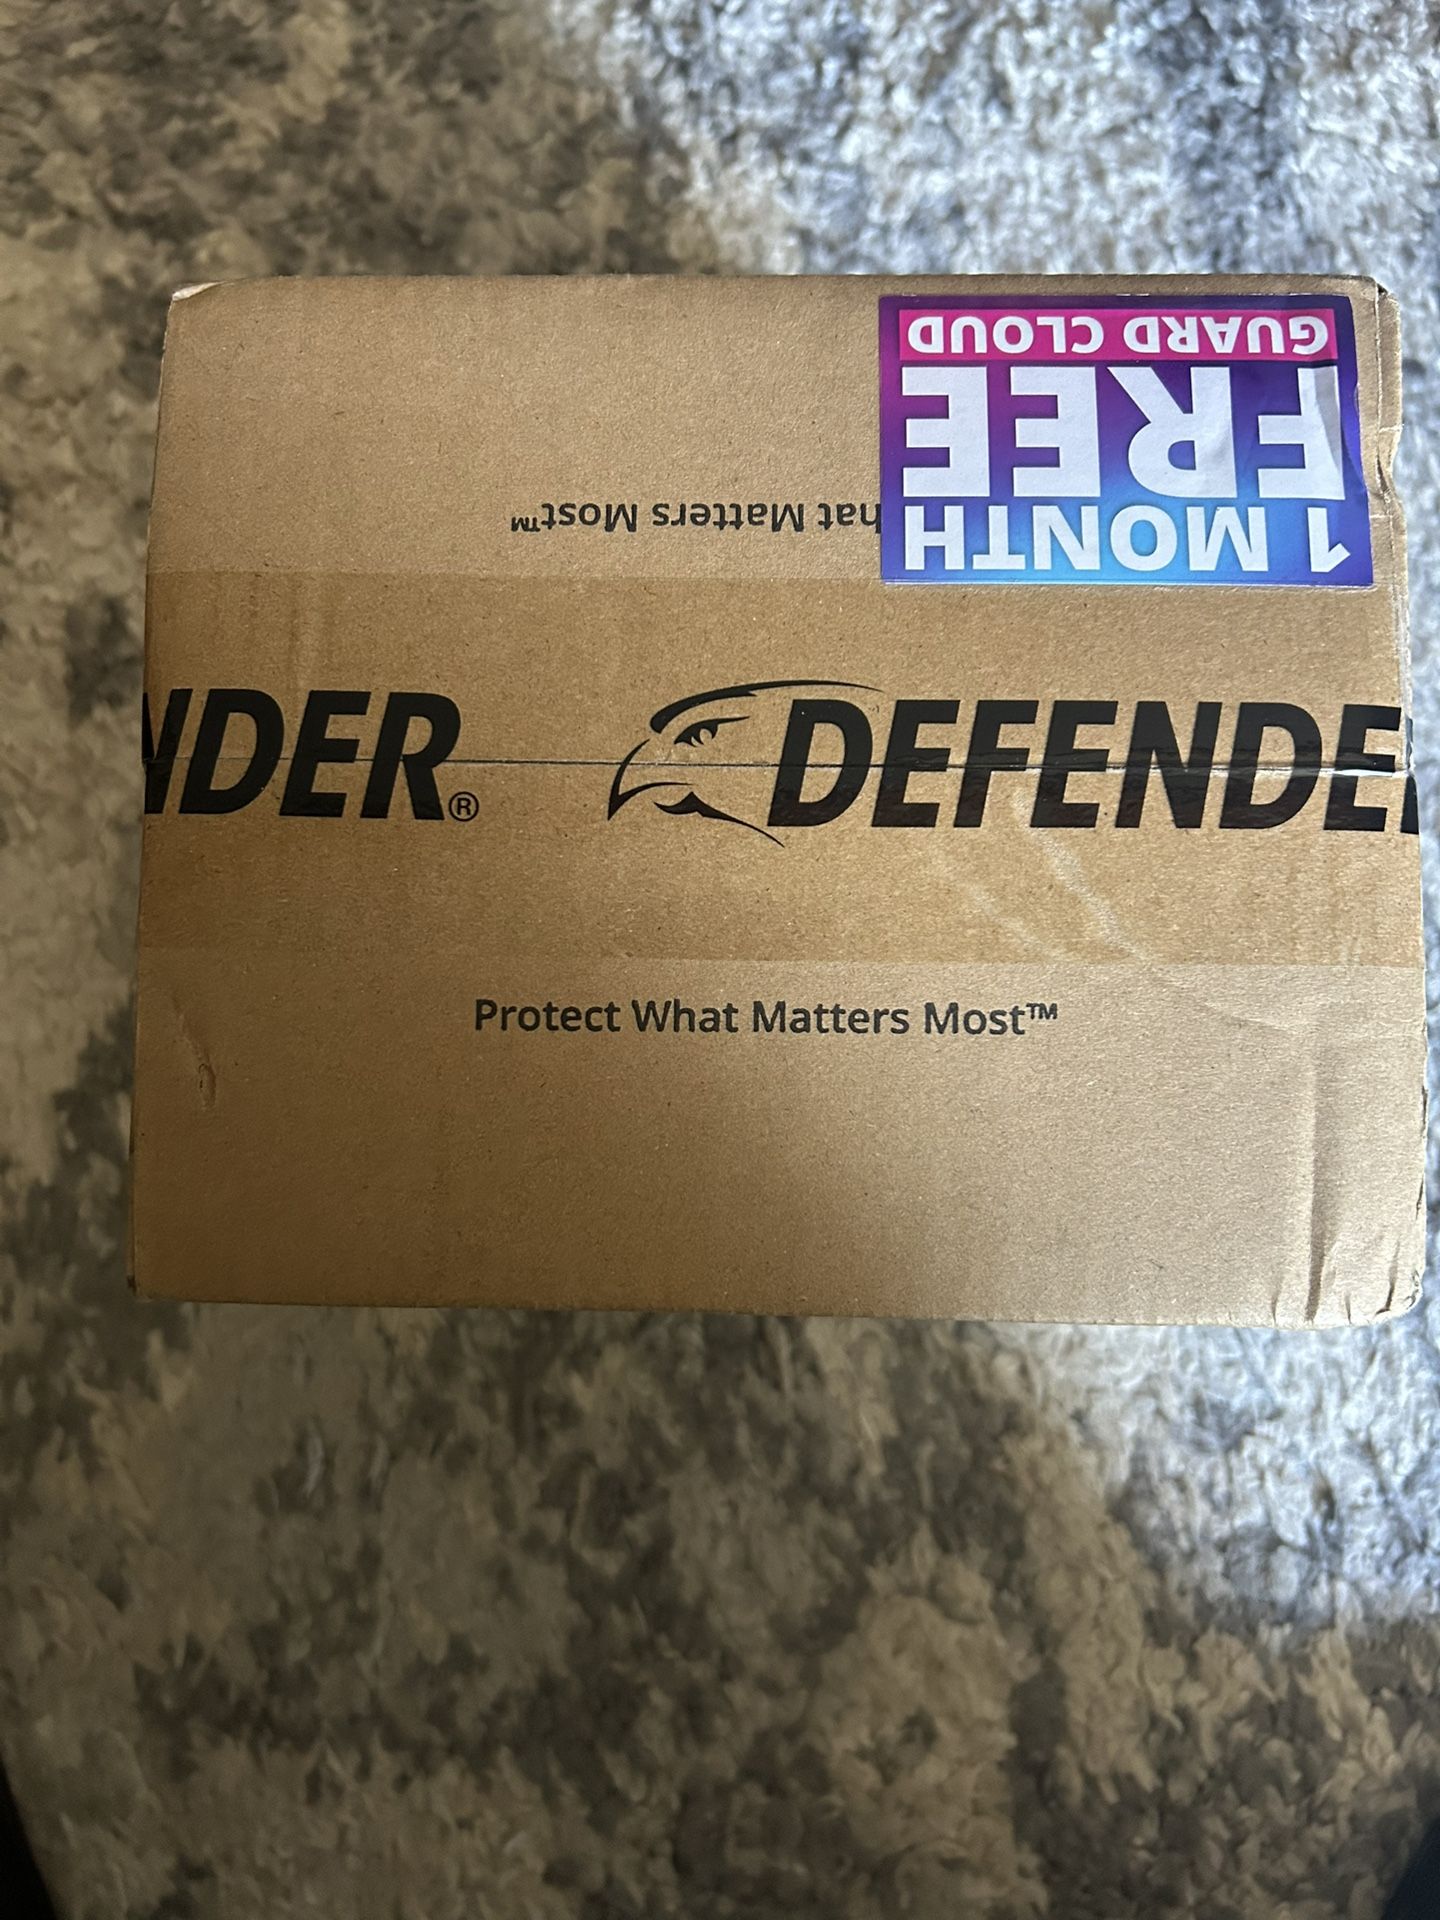 1 MONTH
FREE
GUARD CLOUD
hat Matters Most™
NDER® DEFENDE
Protect What Matters Most™